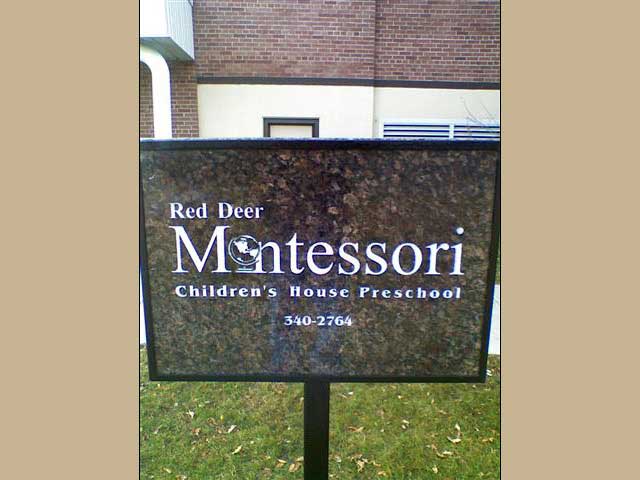 Red Deer
Montessori
Children's House Preschool
340-2764